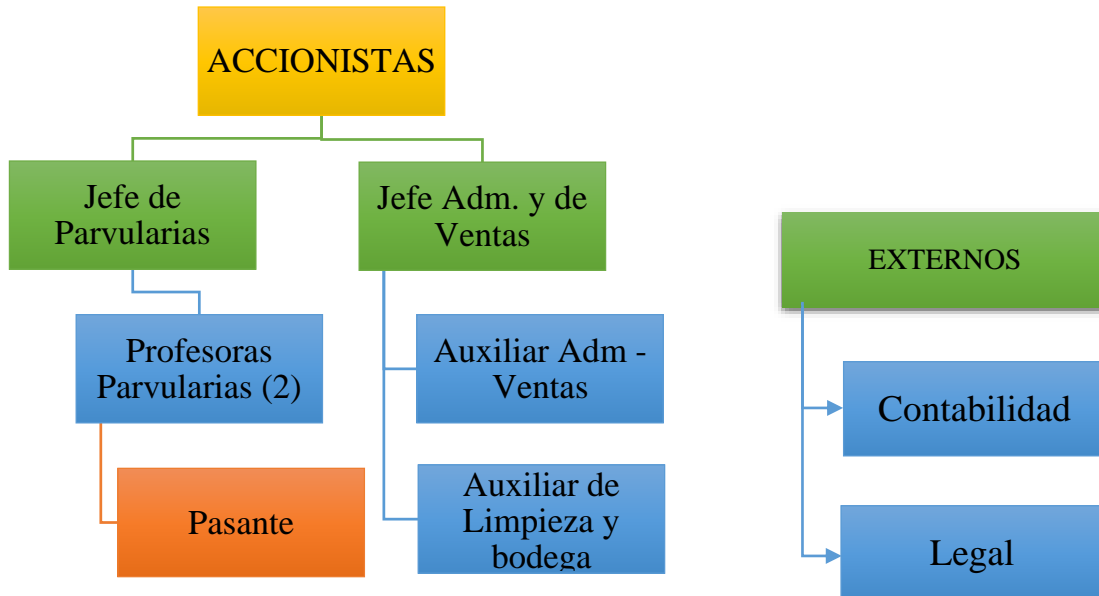 ACCIONISTAS
Jefe de
Parvularias
Jefe Adm. y de
Ventas
Profesoras
Parvularias (2)
Auxiliar Adm -
Ventas
Pasante
Auxiliar de
Limpieza y
bodega
EXTERNOS
Contabilidad
Legal